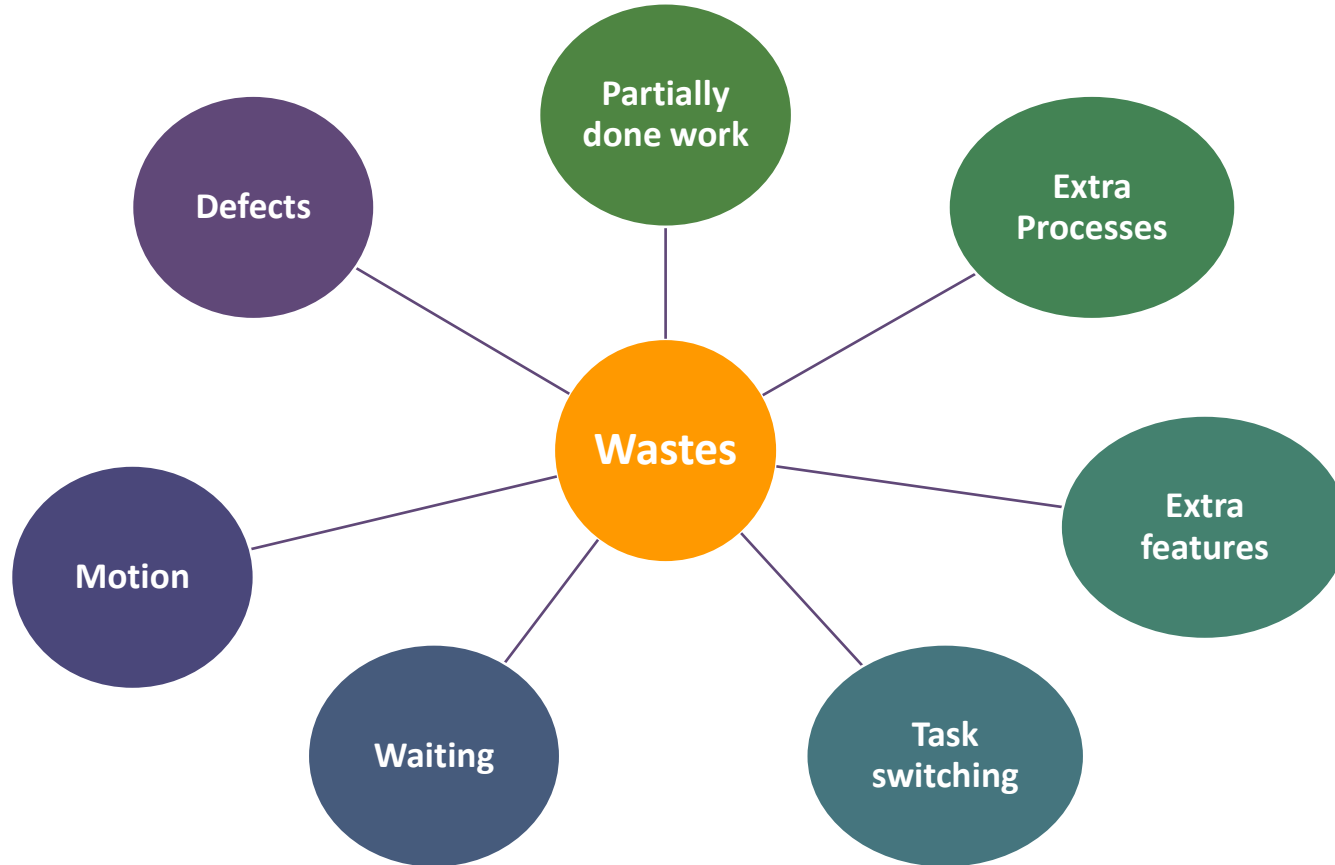 Partially
done work
Extra
Processes
Extra
features
Task
switching
Waiting
Motion
Defects
Wastes